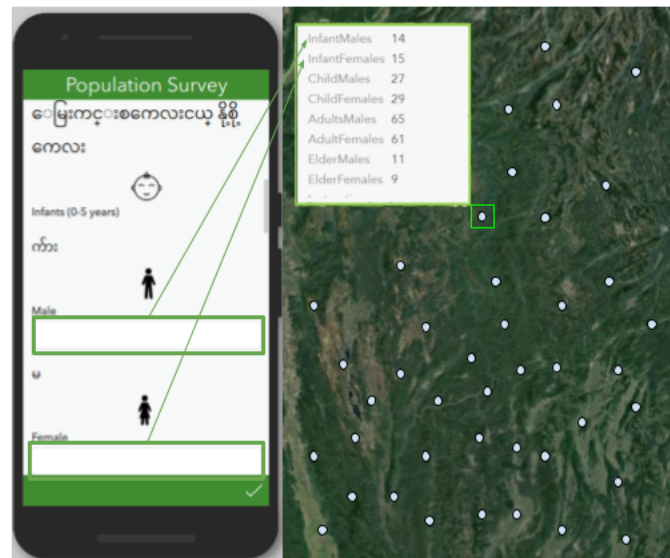 Population Survey
ကလေး
Infants (0-5 years)
Male
မ
Female
InfantMales 14
InfantFemales 15
ChildMales 27
ChildFemales 29
AdultsMales 65
AdultFemales 61
ElderMales 11
ElderFemales 9